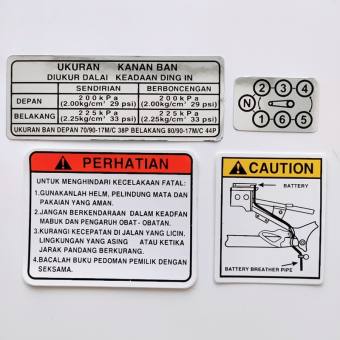 UKURAN KANAN BAN
DIUKUR DALAI KEADAAN DING IN
SENDIRIAN BERBONCENGAN
DEPAN 200kPa (2.00kg/cm² 29 psi) 200kPa (2.00kg/cm² 29 psi)
BELAKANG 225kPa (2.25kg/cm² 33 psi) 225kPa (2.25kg/cm² 33 psi)
UKURAN BAN DEPAN 70/90-17M/C 38P BELAKANG 80/90-17M/C 44P
2 3 4
N
1 6 5
PERHATIAN
UNTUK MENGHINDARI KECELAKAAN FATAL:
1.GUNAKANLAH HELM, PELINDUNG MATA DAN
PAKAIAN YANG AMAN.
2.JANGAN BERKENDARAAN DALAM KEADFAN
MABUK DAN PENGARUH OBAT - OBATAN.
3.KURANGI KECEPATAN DI JALAN YANG LICIN.
LINGKUNGAN YANG ASING ATAU KETIKA
JARAK PANDANG BERKURANG.
4.BACALAH BUKU PEDOMAN PEMILIK DENGAN
SEKSAMA.
CAUTION
BATTERY
BATTERY BREATHER PIPE